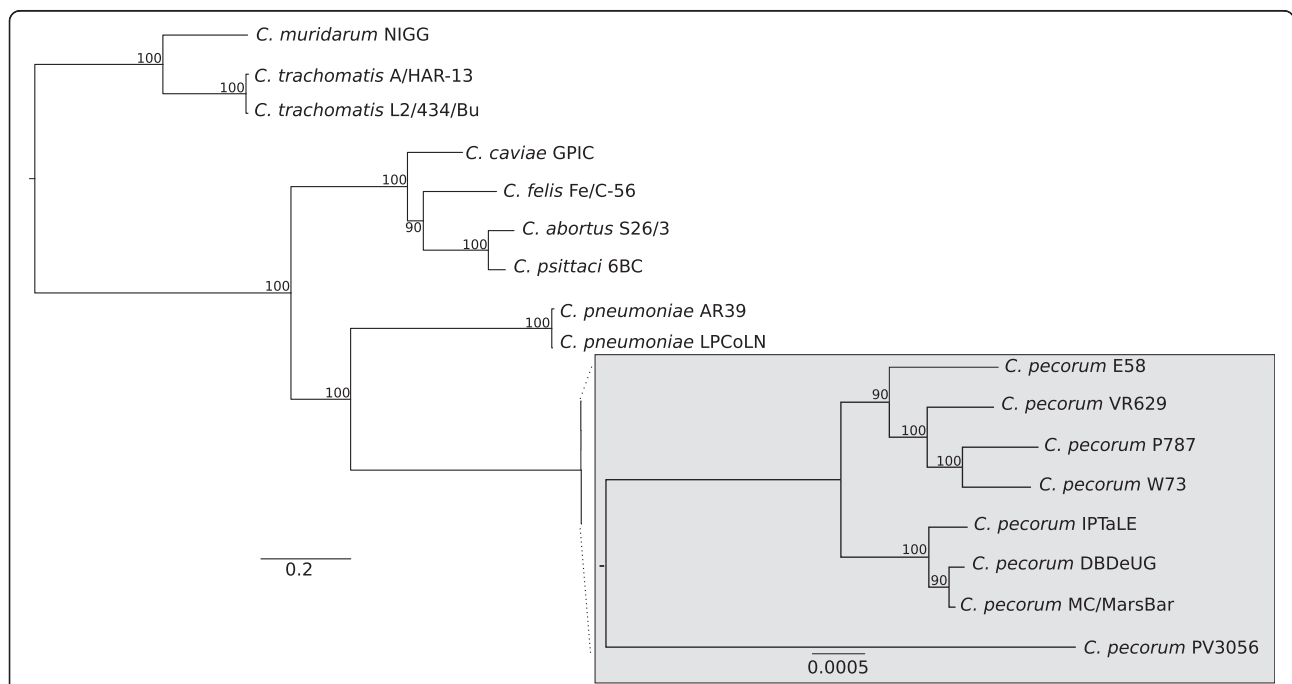 C. muridarum NIGG
100
C. trachomatis A/HAR-13
100
C. trachomatis L2/434/Bu
C. caviae GPIC
100
C. felis Fe/C-56
90
C. abortus S26/3
100
C. psittaci 6BC
100
C. pneumoniae AR39
100
C. pneumoniae LPCoLN
C. pecorum E58
100
90
C. pecorum VR629
100
C. pecorum P787
100
C. pecorum W73
C. pecorum IPTaLE
100
C. pecorum DBDeUG
0.2
90
C. pecorum MC/MarsBar
C. pecorum PV3056
0.0005